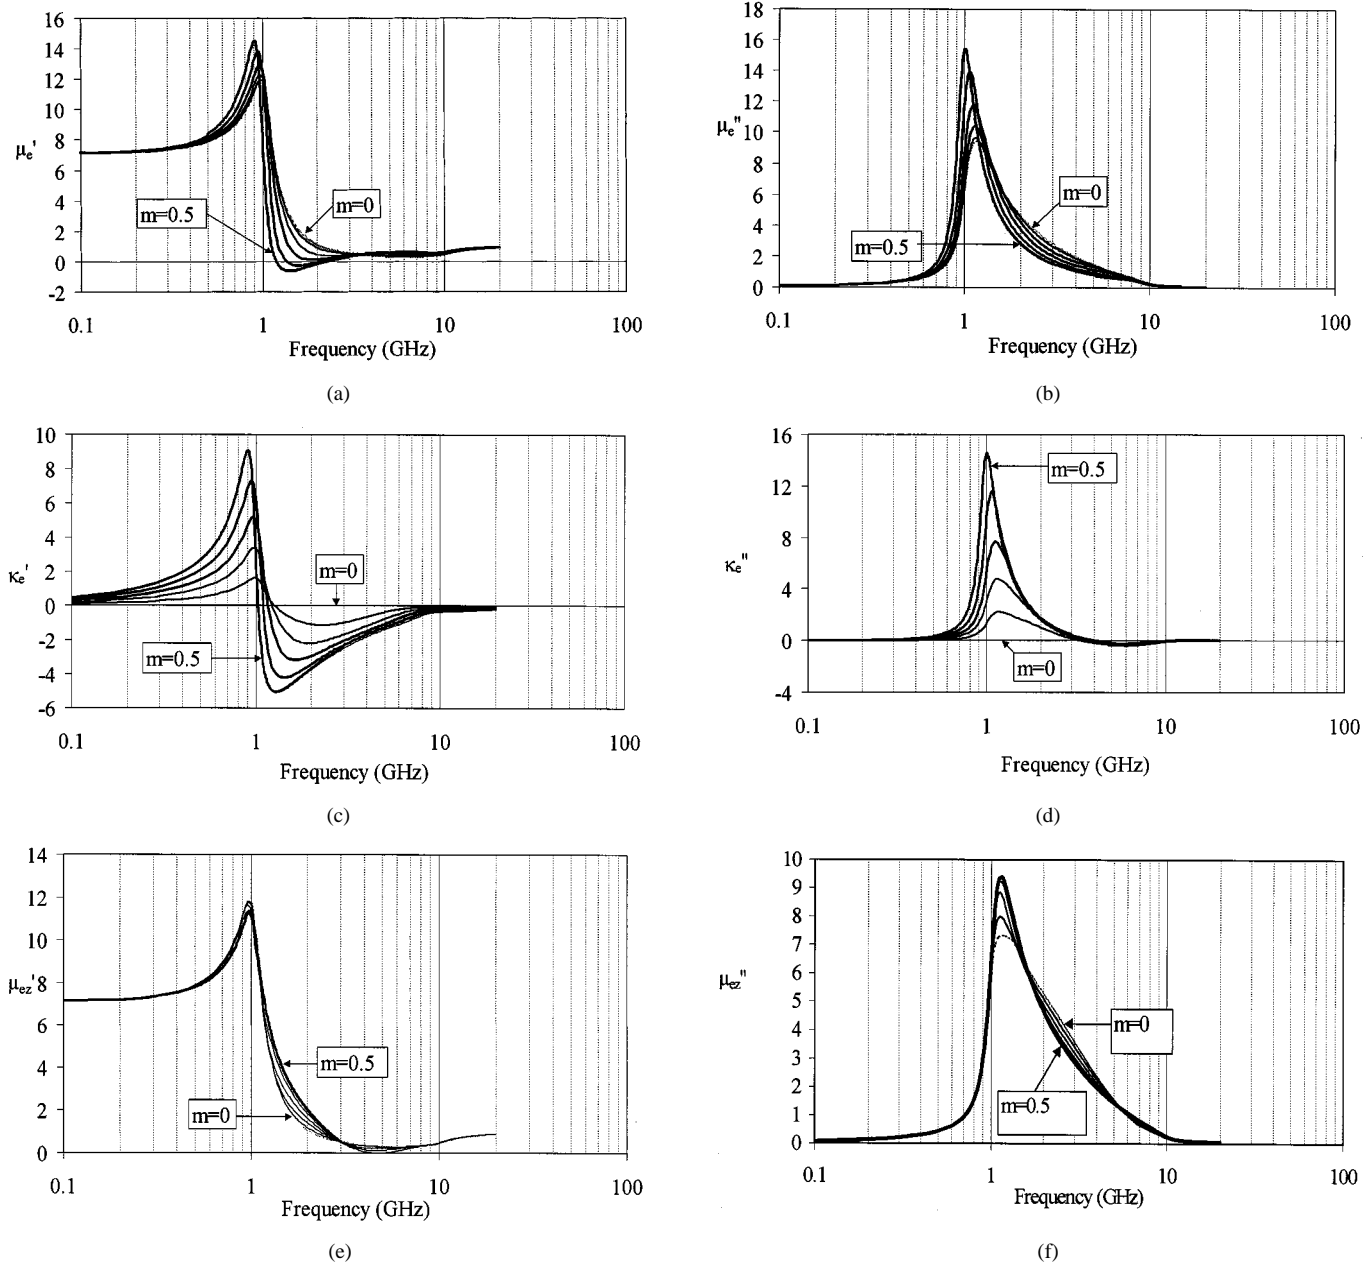 16
14
12
10
8
μe'
6
4
2
0
-2
m=0.5
m=0
0.1 1 10 100
Frequency (GHz)
(a)
18
16
14
12
μe" 10
8
6
4
2
0
m=0
m=0.5
0.1 1 10 100
Frequency (GHz)
(b)
10
8
6
4
κe' 2
0
-2
-4
-6
m=0
m=0.5
0.1 1 10 100
Frequency (GHz)
(c)
16
12
8
κe"
4
0
-4
m=0.5
m=0
0.1 1 10 100
Frequency (GHz)
(d)
14
12
10
μez' 8
6
4
2
0
m=0.5
m=0
0.1 1 10 100
Frequency (GHz)
(e)
10
9
8
7
6
μez"
5
4
3
2
1
0
m=0
m=0.5
0.1 1 10 100
Frequency (GHz)
(f)